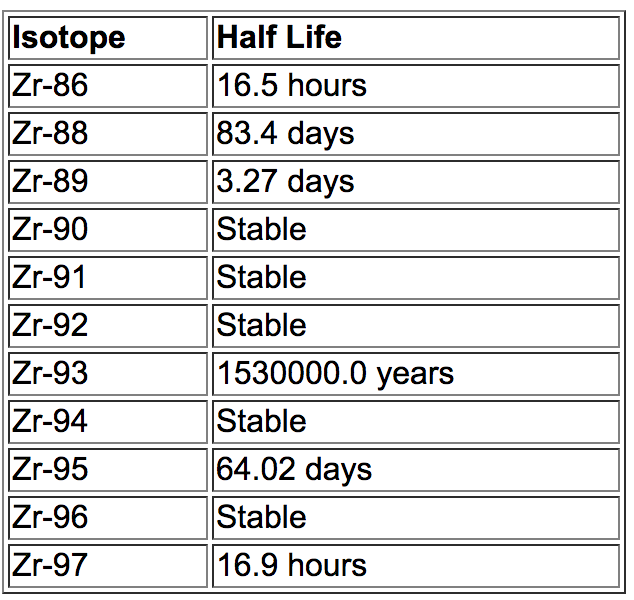 Isotope Half Life
Zr-86 16.5 hours
Zr-88 83.4 days
Zr-89 3.27 days
Zr-90 Stable
Zr-91 Stable
Zr-92 Stable
Zr-93 1530000.0 years
Zr-94 Stable
Zr-95 64.02 days
Zr-96 Stable
Zr-97 16.9 hours